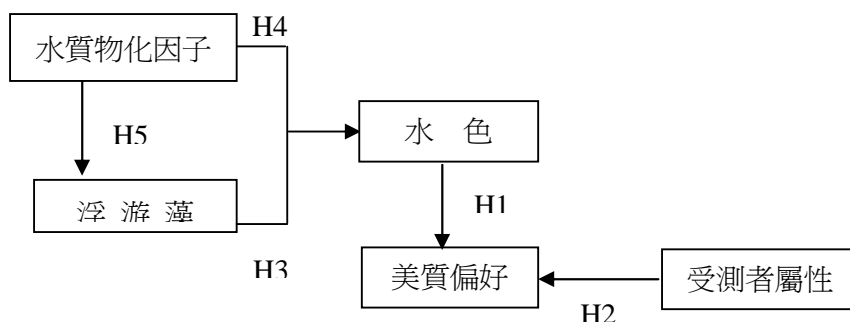 水質物化因子
H4
H5
水 色
浮 游 藻
H1
H3
美質偏好
受測者屬性
H2